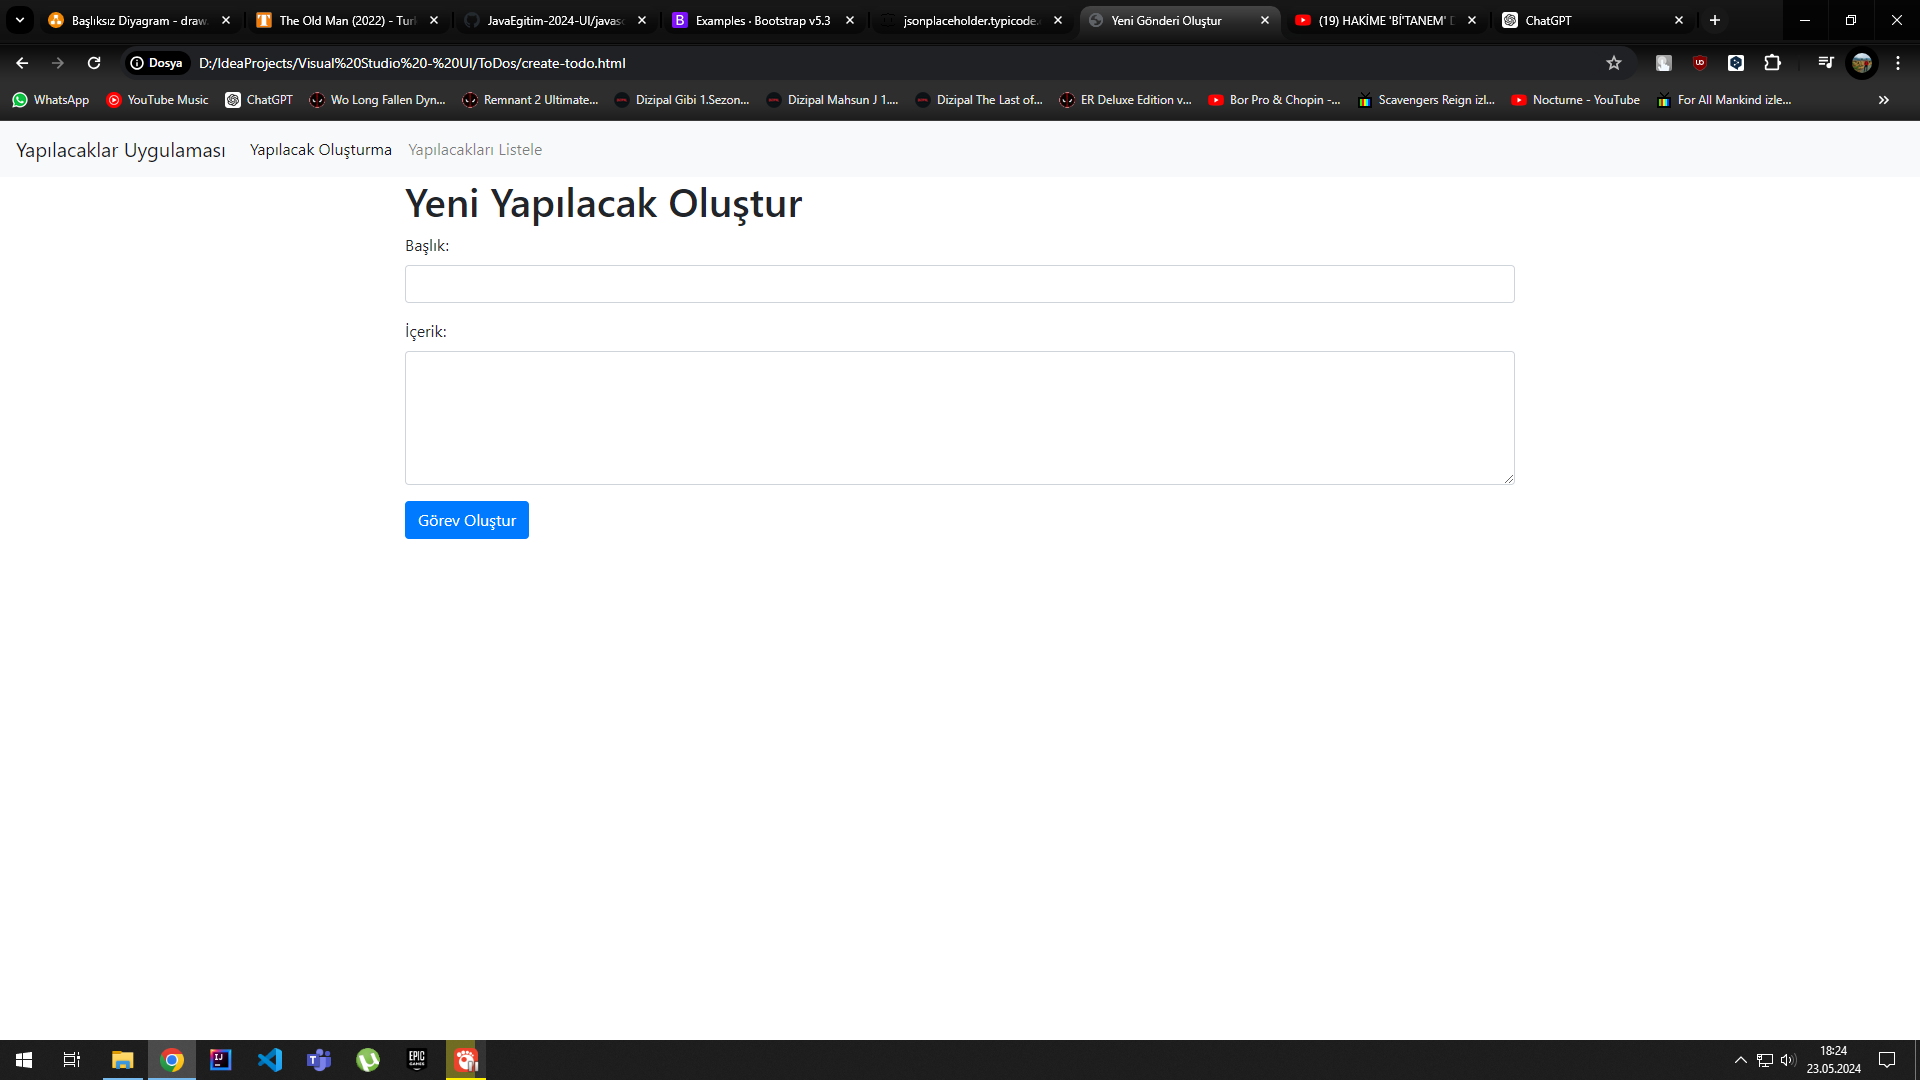 Başlıksız Diyagram - draw.
The Old Man (2022) - Turk
JavaEgitim-2024-UI/javasc
Examples · Bootstrap v5.3
jsonplaceholder.typicode.
Yeni Gönderi Oluştur
(19) HAKİME 'Bİ'TANEM'
ChatGPT
Dosya
D:/IdeaProjects/Visual%20Studio%20-%20UI/ToDos/create-todo.html
WhatsApp
YouTube Music
ChatGPT
Wo Long Fallen Dyn...
Remnant 2 Ultimate...
Dizipal Gibi 1.Sezon...
Dizipal Mahsun J 1....
Dizipal The Last of...
ER Deluxe Edition v...
Bor Pro & Chopin -...
Scavengers Reign izl...
Nocturne - YouTube
For All Mankind izle...
Yapılacaklar Uygulaması
Yapılacak Oluşturma
Yapılacakları Listele
Yeni Yapılacak Oluştur
Başlık:
İçerik:
Görev Oluştur
EPIC
GAMES
18:24
23.05.2024